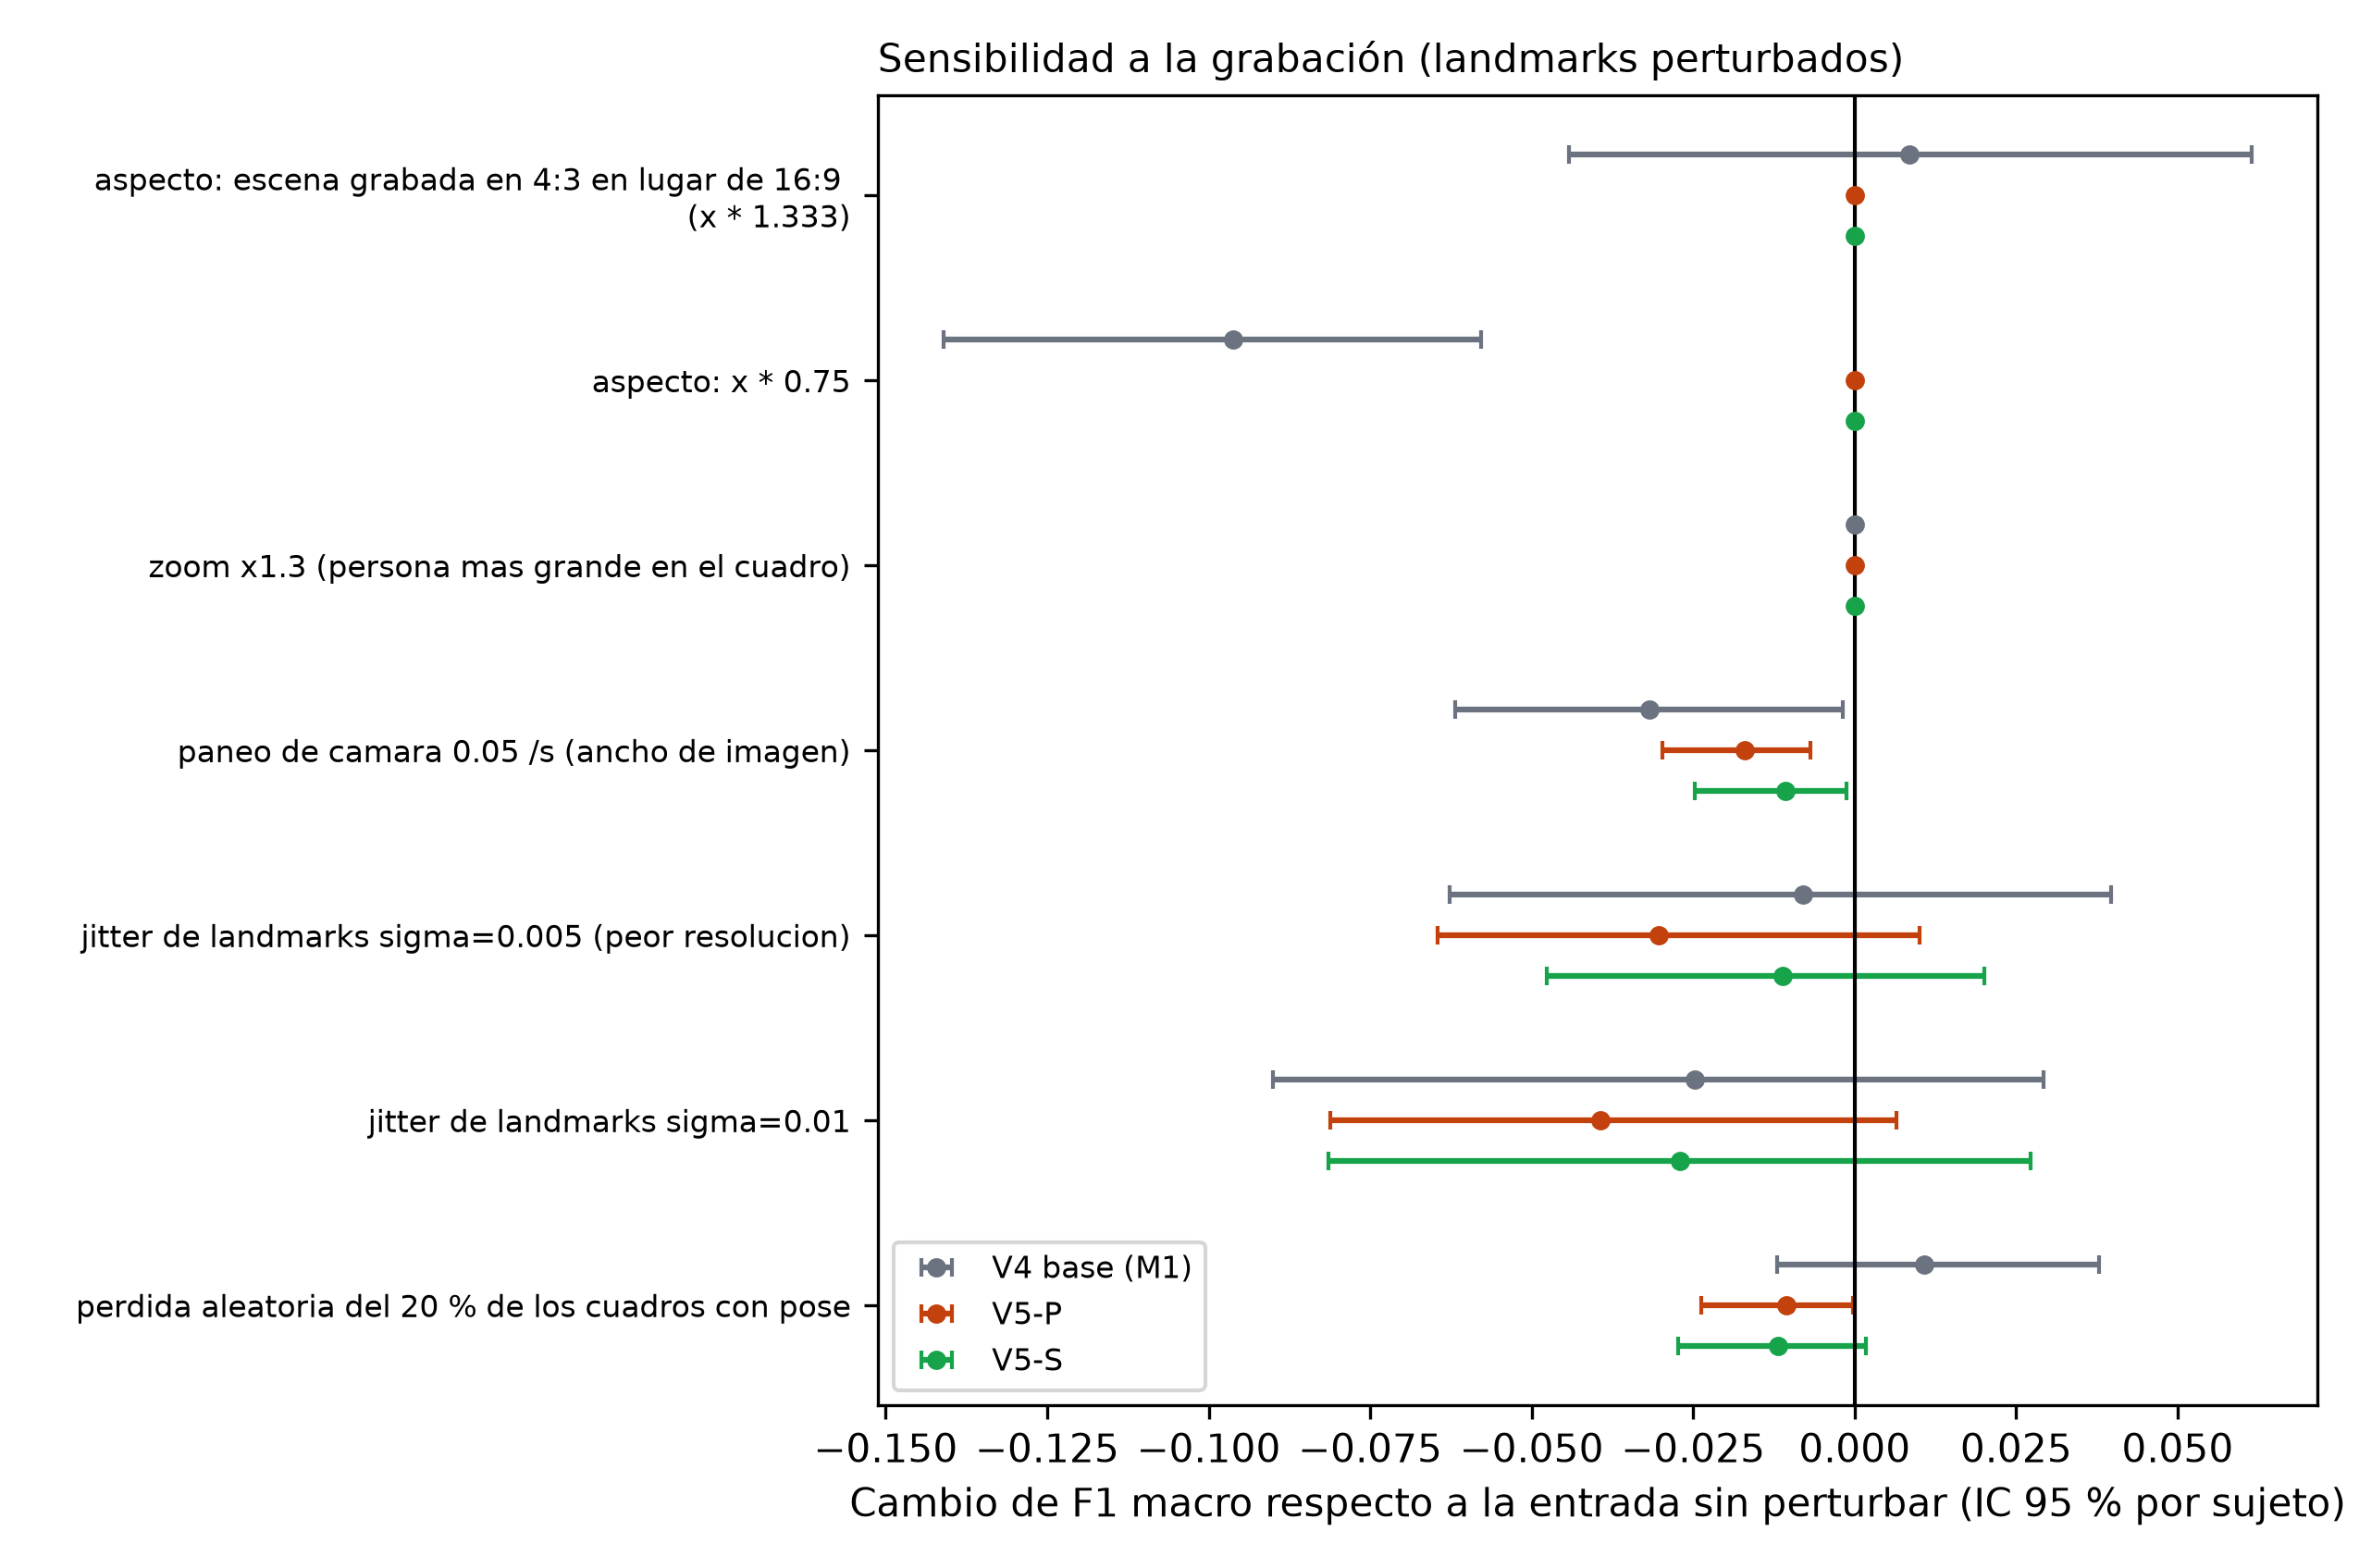 Sensibilidad a la grabación (landmarks perturbados)
aspecto: escena grabada en 4:3 en lugar de 16:9
(x * 1.333)
aspecto: x * 0.75
zoom x1.3 (persona mas grande en el cuadro)
paneo de camara 0.05 /s (ancho de imagen)
jitter de landmarks sigma=0.005 (peor resolucion)
jitter de landmarks sigma=0.01
perdida aleatoria del 20 % de los cuadros con pose
V4 base (M1)
V5-P
V5-S
−0.150 −0.125 −0.100 −0.075 −0.050 −0.025 0.000 0.025 0.050
Cambio de F1 macro respecto a la entrada sin perturbar (IC 95 % por sujeto)